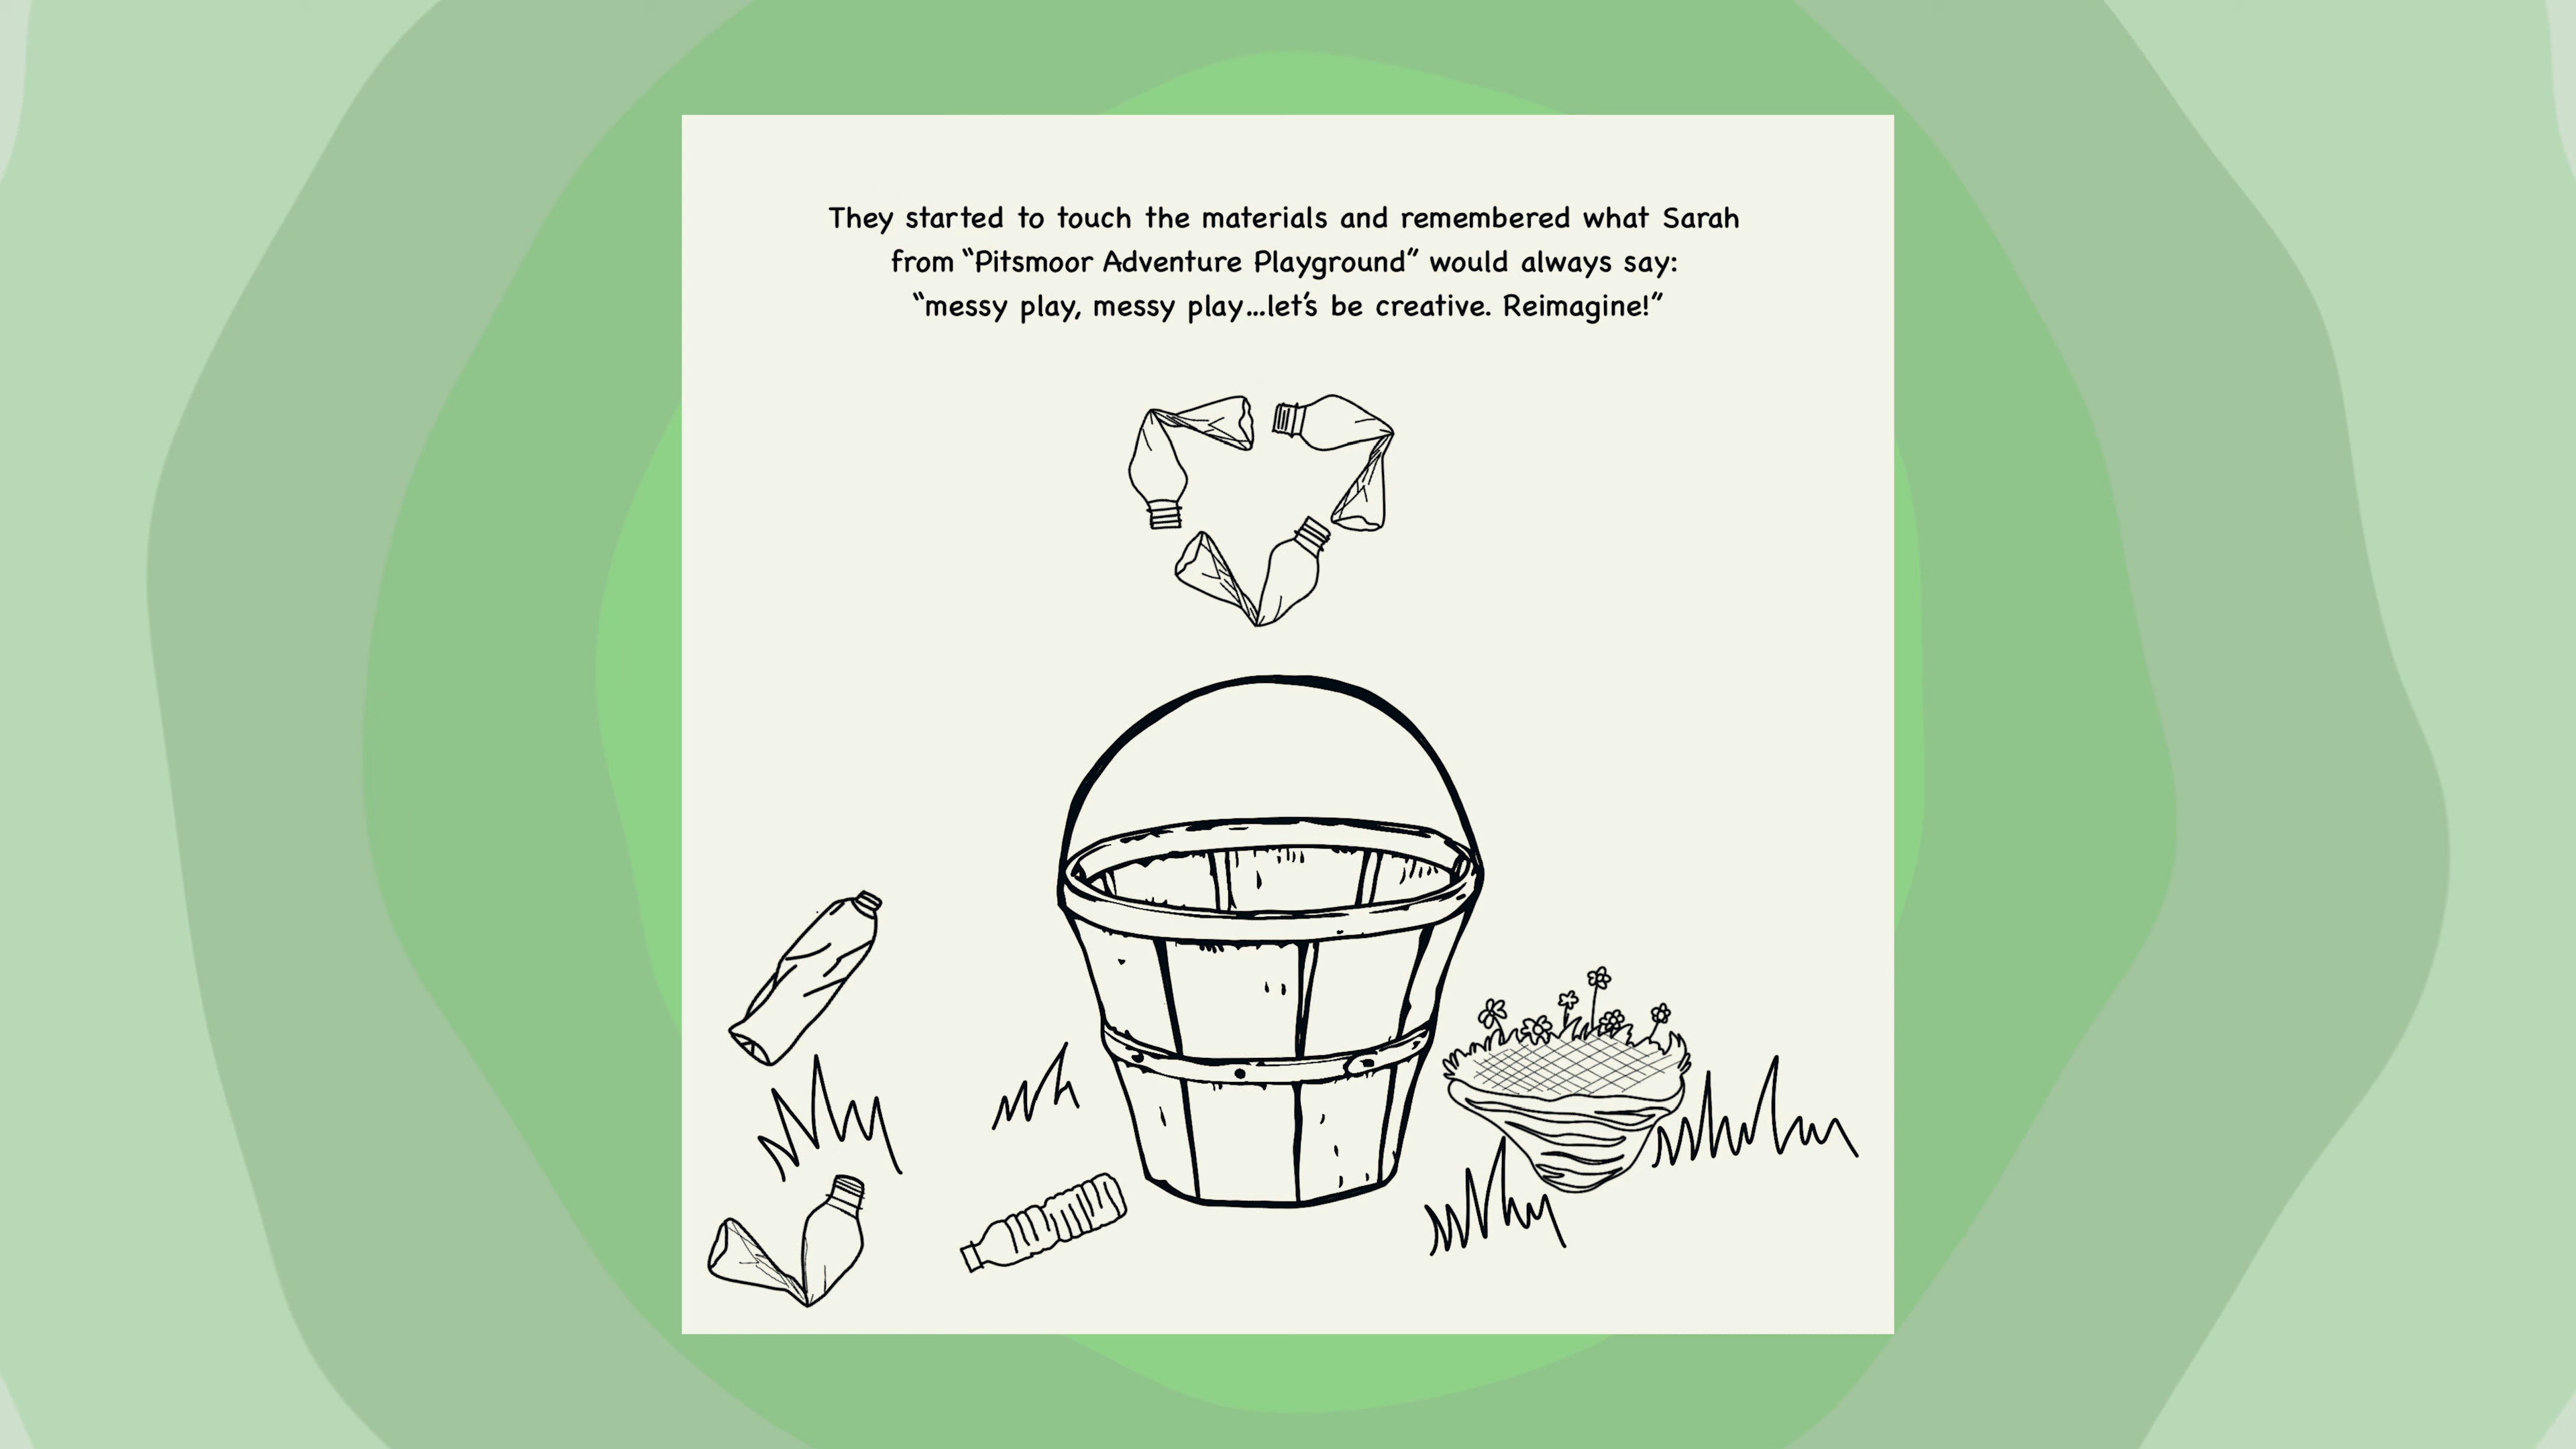 They started to touch the materials and remembered what Sarah
from “Pitsmoor Adventure Playground” would always say:
“messy play, messy play...let’s be creative. Reimagine!”